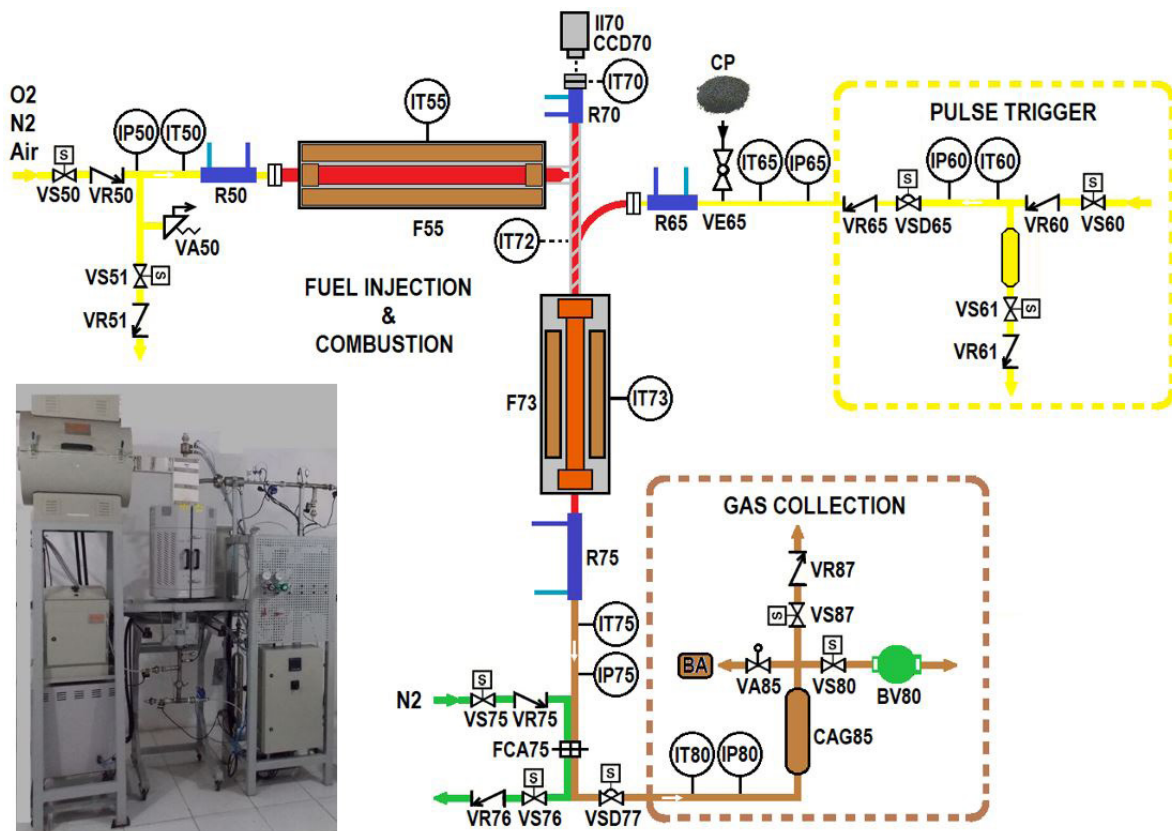 II70
CCD70
CP
O2
N2
Air
IP50
IT50
IT55
IT70
R70
PULSE TRIGGER
S
VS50
VR50
R50
F55
VA50
IT72
R65
VE65
IT65
IP65
IP60
IT60
S
VR65
VSD65
VR60
S
VS60
VS51
S
VR51
FUEL INJECTION
&
COMBUSTION
VS61
S
VR61
F73
IT73
GAS COLLECTION
R75
VR87
S
VS87
IT75
IP75
BA
VA85
S
VS80
BV80
N2
S
VS75
VR75
FCA75
CAG85
IT80
IP80
VR76
S
VS76
S
VSD77